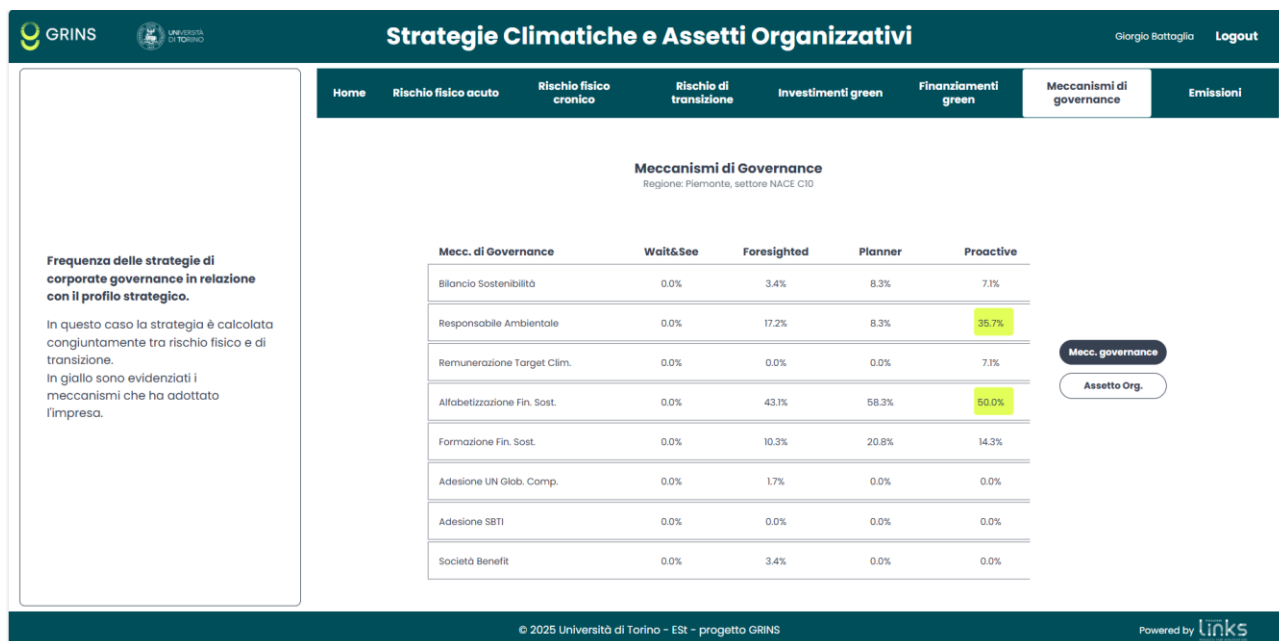 GRINS
UNIVERSITÀ
DI TORINO
Strategie Climatiche e Assetti Organizzativi
Giorgio Battaglia
Logout
Home
Rischio fisico acuto
Rischio fisico
cronico
Rischio di
transizione
Investimenti green
Finanziamenti
green
Meccanismi di
governance
Emissioni
Frequenza delle strategie di
corporate governance in relazione
con il profilo strategico.
In questo caso la strategia è calcolata
congiuntamente tra rischio fisico e di
transizione.
In giallo sono evidenziati i
meccanismi che ha adottato
l'impresa.
Meccanismi di Governance
Regione: Piemonte, settore NACE C10
Mecc. di Governance Wait&See Foresighted Planner Proactive
Bilancio Sostenibilità 0.0% 3.4% 8.3% 7.1%
Responsabile Ambientale 0.0% 17.2% 8.3% 35.7%
Remunerazione Target Clim. 0.0% 0.0% 0.0% 7.1%
Alfabetizzazione Fin. Sost. 0.0% 43.1% 58.3% 50.0%
Formazione Fin. Sost. 0.0% 10.3% 20.8% 14.3%
Adesione UN Glob. Comp. 0.0% 1.7% 0.0% 0.0%
Adesione SBTI 0.0% 0.0% 0.0% 0.0%
Società Benefit 0.0% 3.4% 0.0% 0.0%
Mecc. governance
Assetto Org.
© 2025 Università di Torino - ESt - progetto GRINS
Powered by links